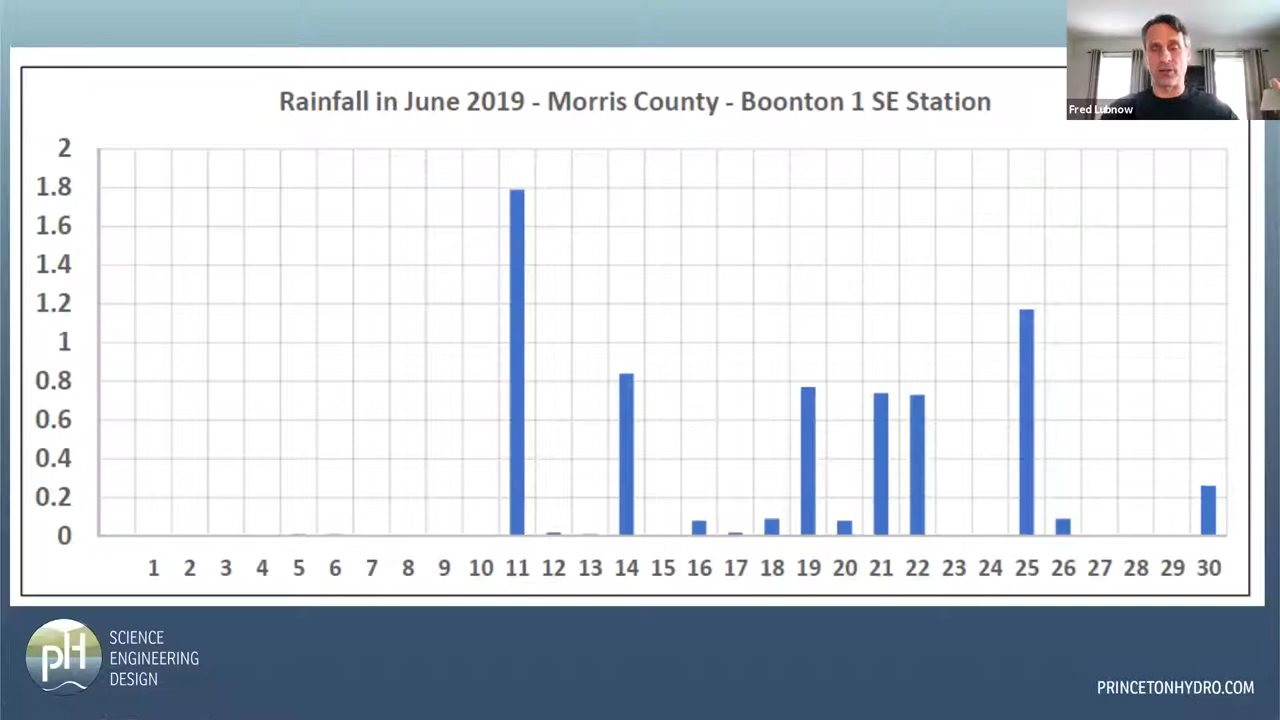 Fred Lubnow
Rainfall in June 2019 - Morris County - Boonton 1 SE Station
2
1.8
1.6
1.4
1.2
1
0.8
0.6
0.4
0.2
0
1 2 3 4 5 6 7 8 9 10 11 12 13 14 15 16 17 18 19 20 21 22 23 24 25 26 27 28 29 30
pH
SCIENCE
ENGINEERING
DESIGN
PRINCETONHYDRO.COM